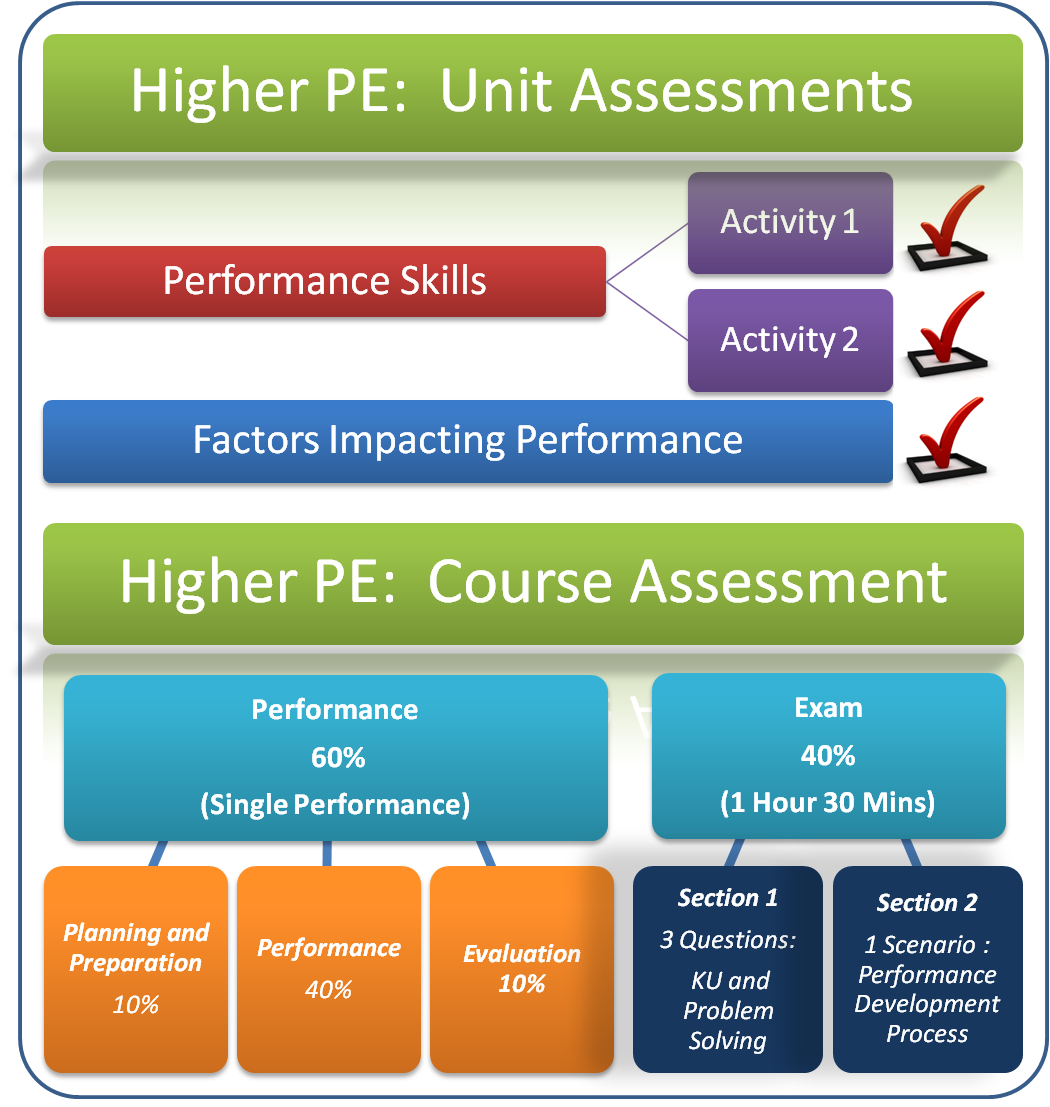 Higher PE: Unit Assessments
Performance Skills
Activity 1
Activity 2
Factors Impacting Performance
Higher PE: Course Assessment
Performance
60%
(Single Performance)
Exam
40%
(1 Hour 30 Mins)
Planning and
Preparation
10%
Performance
40%
Evaluation
10%
Section 1
3 Questions:
KU and
Problem
Solving
Section 2
1 Scenario :
Performance
Development
Process